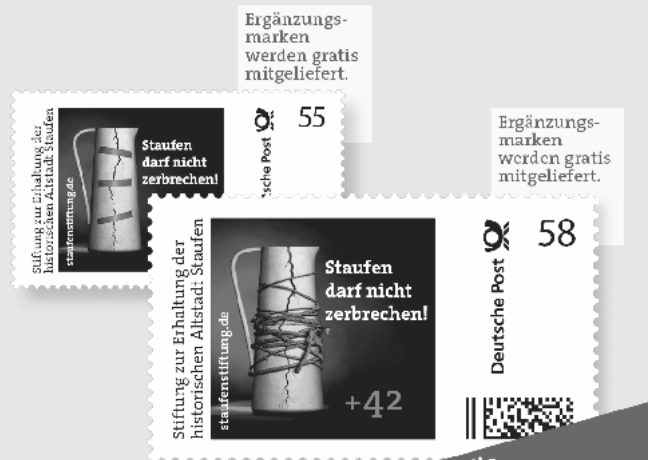 Ergänzungs-
marken
werden gratis
mitgeliefert.
Stiftung zur Erhaltung der
historischen Altstadt Staufen
staufenstiftung.de
Staufen
darf nicht
zerbrechen!
55
Ergänzungs-
marken
werden gratis
mitgeliefert.
Stiftung zur Erhaltung der
historischen Altstadt Staufen
staufenstiftung.de
Staufen
darf nicht
zerbrechen!
+42
Deutsche Post
58